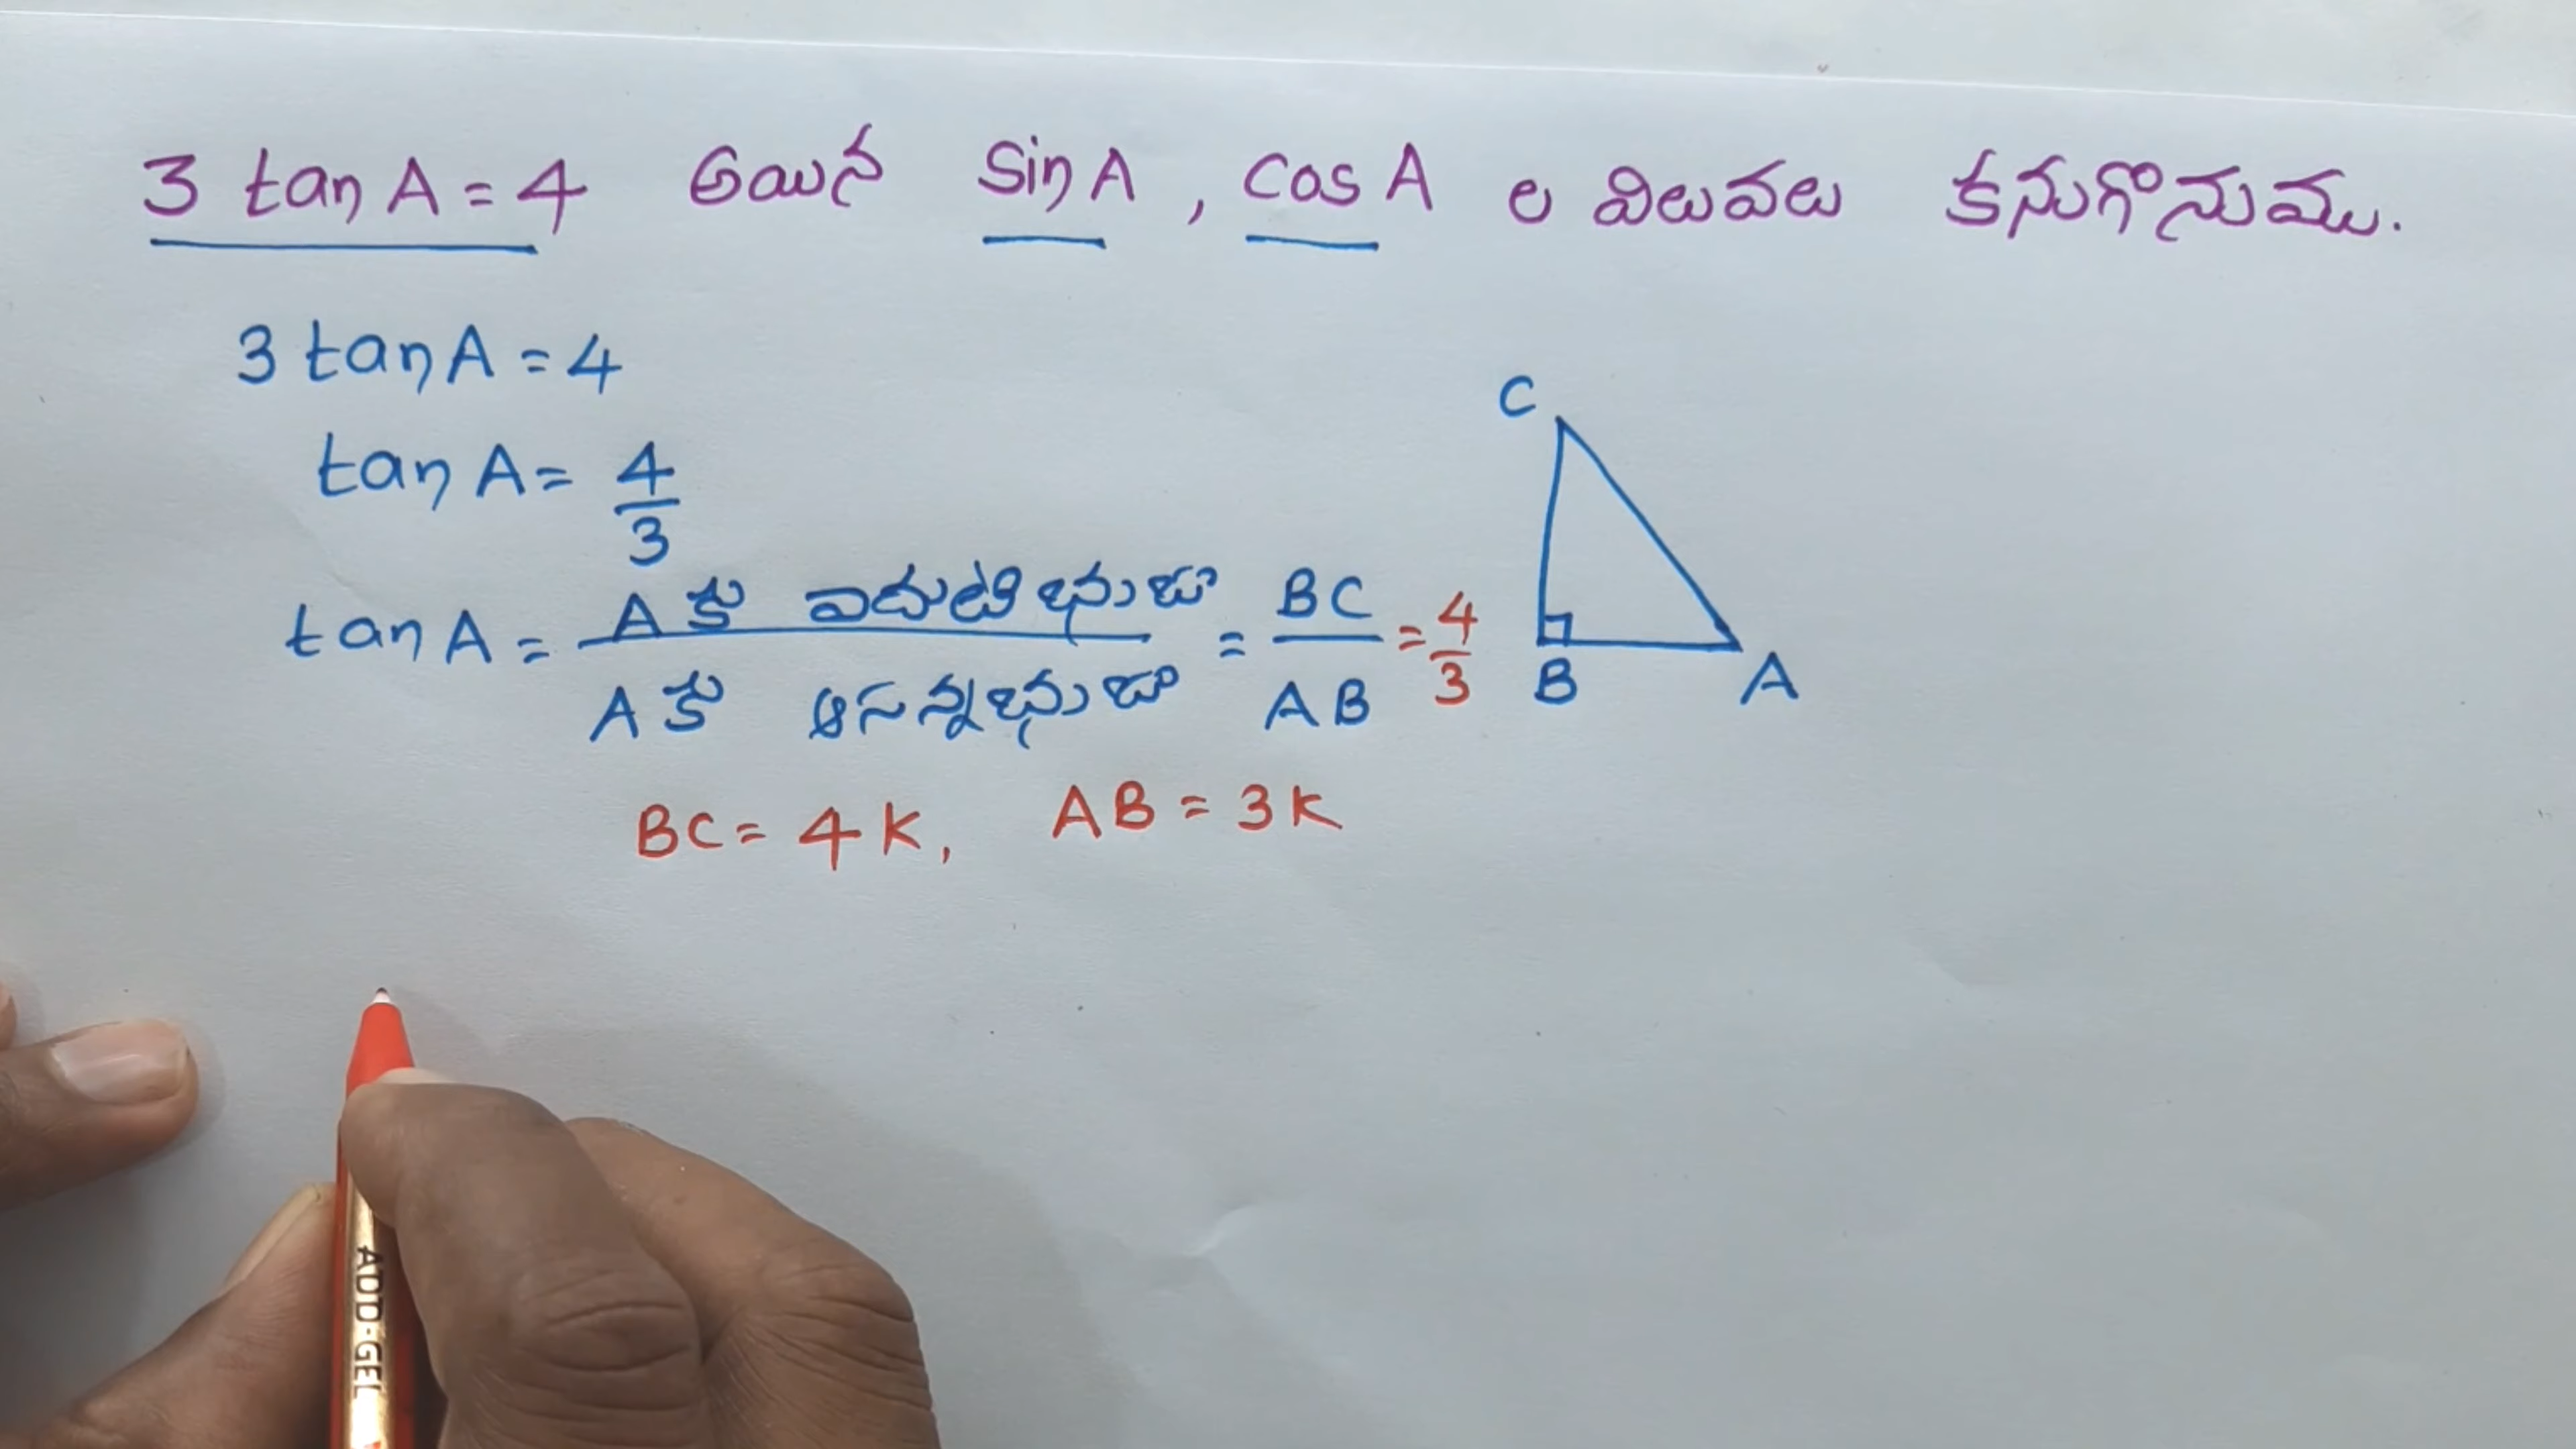 3 tan A = 4 అయిన sin A , cos A ల విలువలు కనుగొనుము.
3 tan A = 4
tan A = 4/3
tan A = A కు ఎదుటి భుజం / A కు ఆసన్న భుజం = BC / AB = 4/3
C
B
A
BC = 4K, AB = 3K
ADD-GEL